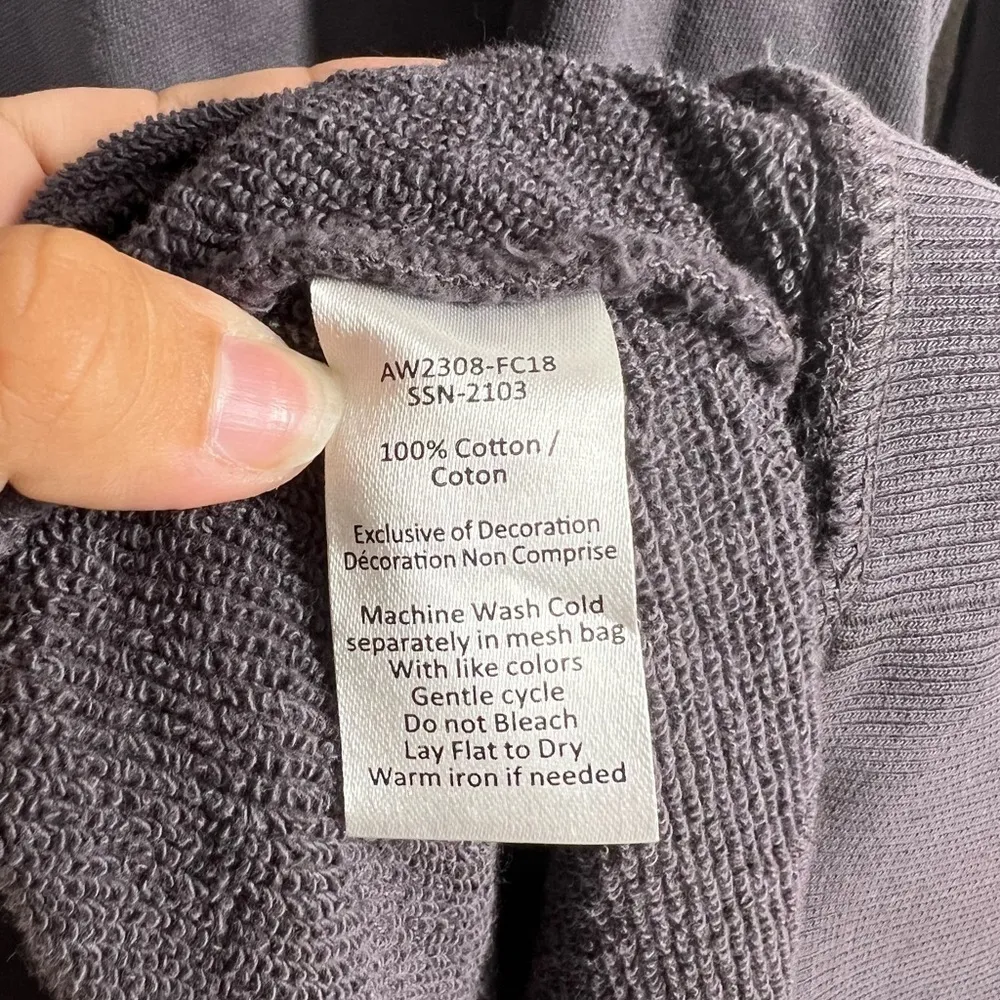 AW2308-FC18
SSN-2103
100% Cotton /
Coton
Exclusive of Decoration
Décoration Non Comprise
Machine Wash Cold
separately in mesh bag
With like colors
Gentle cycle
Do not Bleach
Lay Flat to Dry
Warm iron if needed